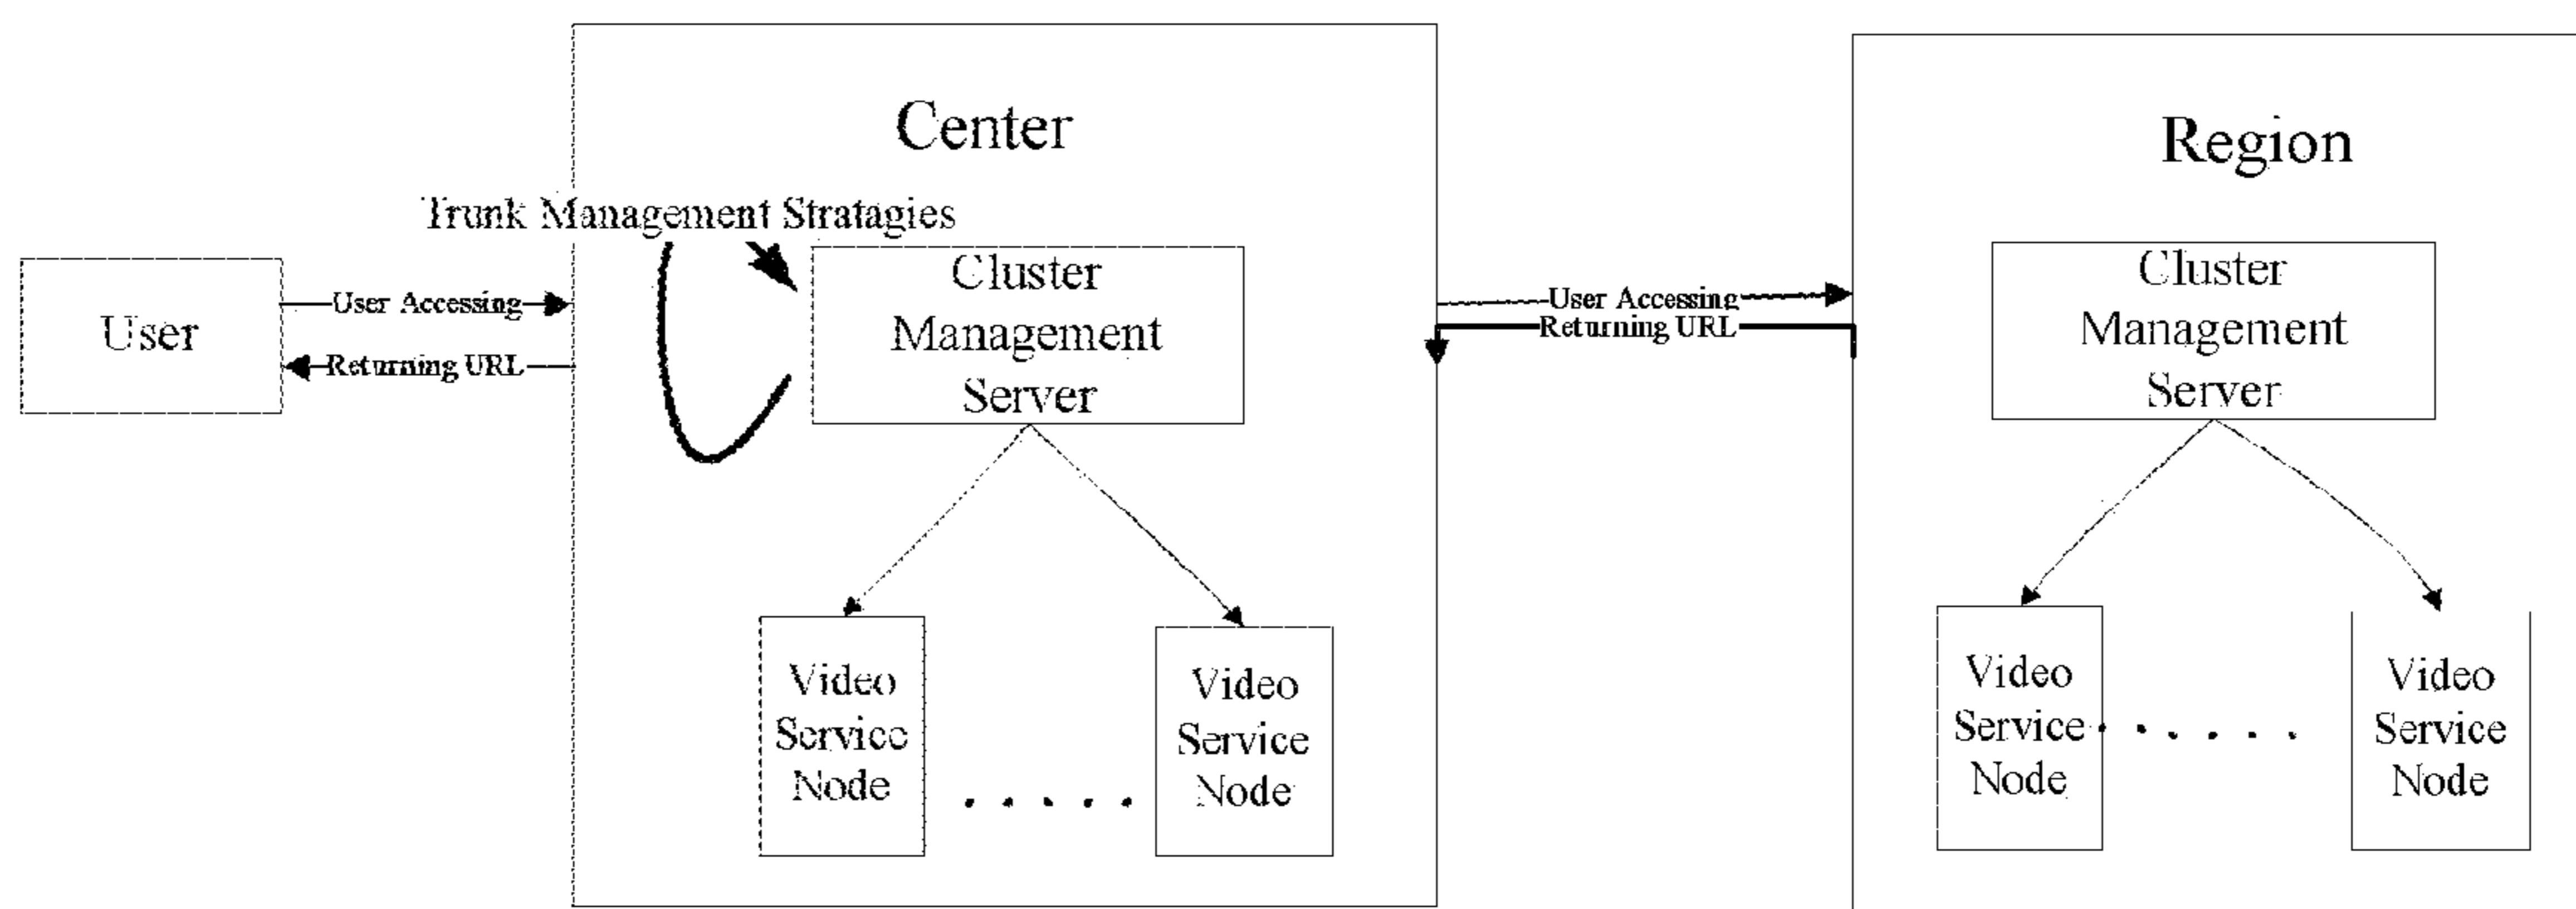 Center
Region
Trunk Management Stratagies
User
User Accessing
Returning URL
Cluster
Management
Server
User Accessing
Returning URL
Cluster
Management
Server
Video
Service
Node
Video
Service
Node
Video
Service
Node
Video
Service
Node